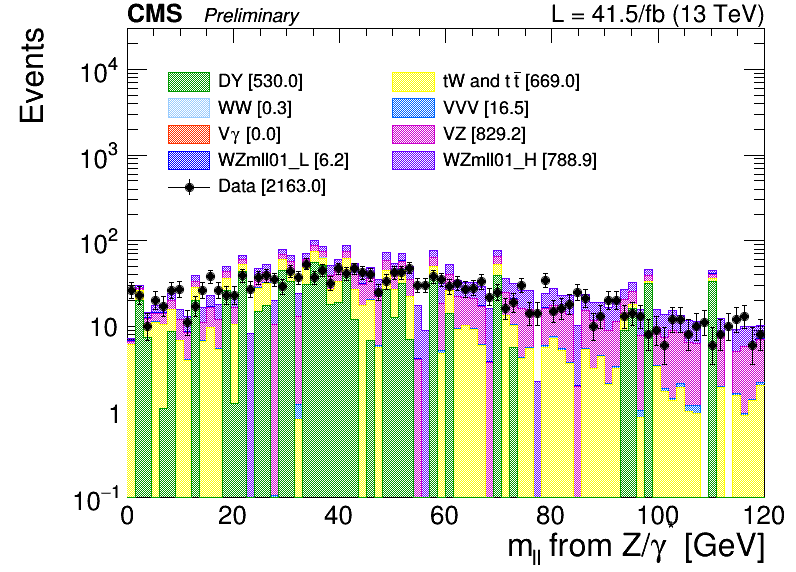 CMS Preliminary L = 41.5/fb (13 TeV)
Events
10⁴
10³
10²
10
1
10⁻¹
DY [530.0] tW and tt̅ [669.0]
WW [0.3] VVV [16.5]
Vγ [0.0] VZ [829.2]
WZmll01_L [6.2] WZmll01_H [788.9]
Data [2163.0]
0 20 40 60 80 100 120
m_ll from Z/γ* [GeV]